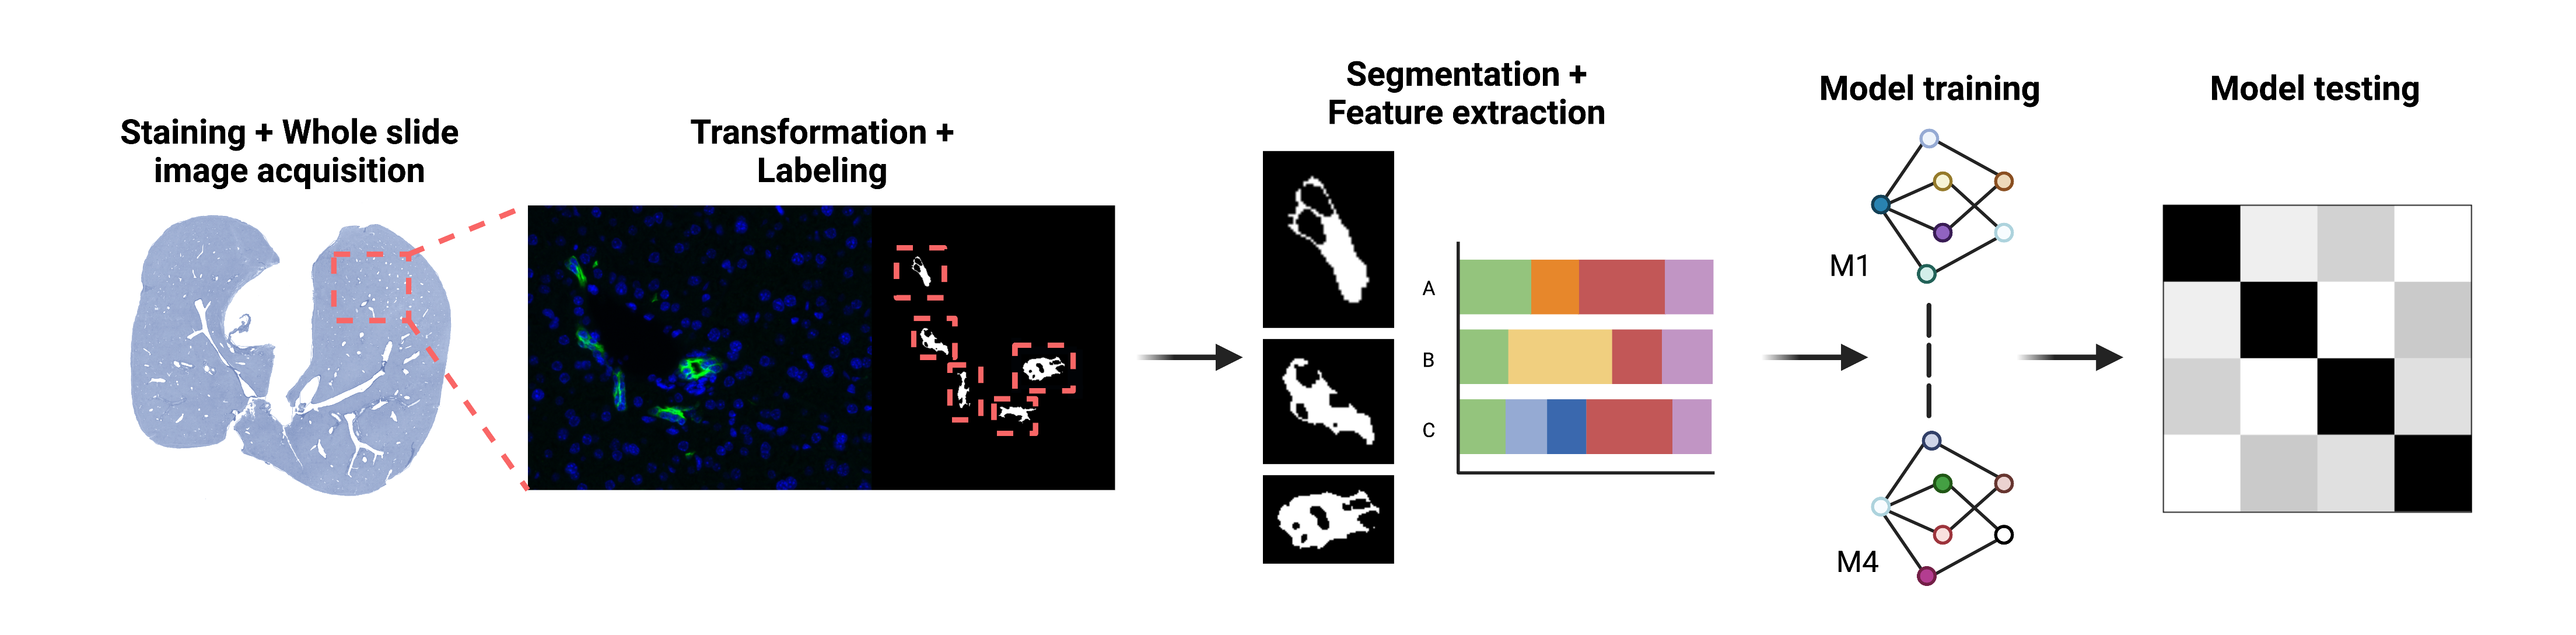 Staining + Whole slide
image acquisition
Transformation +
Labeling
Segmentation +
Feature extraction
A
B
C
Model training
M1
M4
Model testing